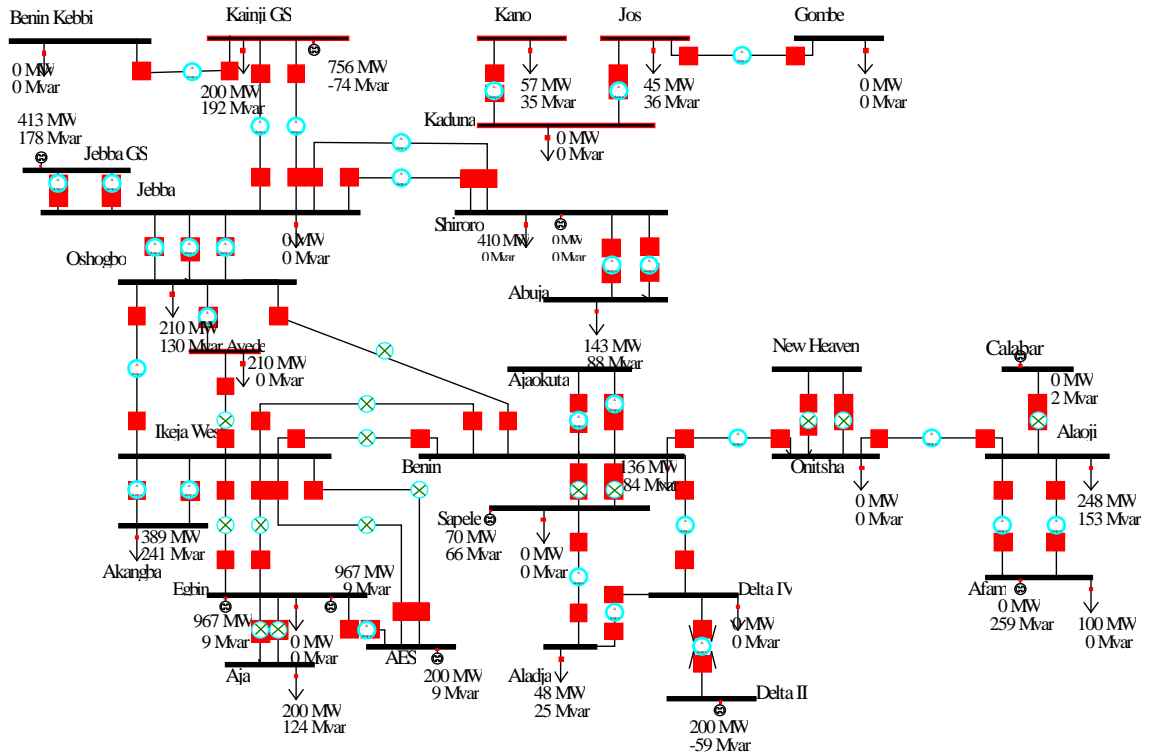 Benin Kebbi
Kainji GS
Kano
Jos
Gombe
0 MW
0 Mvar
200 MW
192 Mvar
756 MW
-74 Mvar
57 MW
35 Mvar
45 MW
36 Mvar
0 MW
0 Mvar
413 MW
178 Mvar
Kaduna
0 MW
0 Mvar
Jebba GS
Jebba
Shiroro
410 MW
0 Mvar
0 MW
0 Mvar
0 MW
0 Mvar
Oshogbo
Abuja
210 MW
130 Mvar
Ayede
210 MW
0 Mvar
143 MW
88 Mvar
New Heaven
Calabar
Ajaokuta
0 MW
2 Mvar
Ikeja West
Benin
136 MW
84 Mvar
Onitsha
Alaoji
0 MW
0 Mvar
248 MW
153 Mvar
389 MW
241 Mvar
Akangba
Sapele
70 MW
66 Mvar
0 MW
0 Mvar
Egbin
967 MW
9 Mvar
967 MW
9 Mvar
0 MW
0 Mvar
Delta IV
0 MW
0 Mvar
Afam
0 MW
259 Mvar
100 MW
0 Mvar
Aja
AES
200 MW
9 Mvar
Aladja
48 MW
25 Mvar
200 MW
124 Mvar
Delta II
200 MW
-59 Mvar